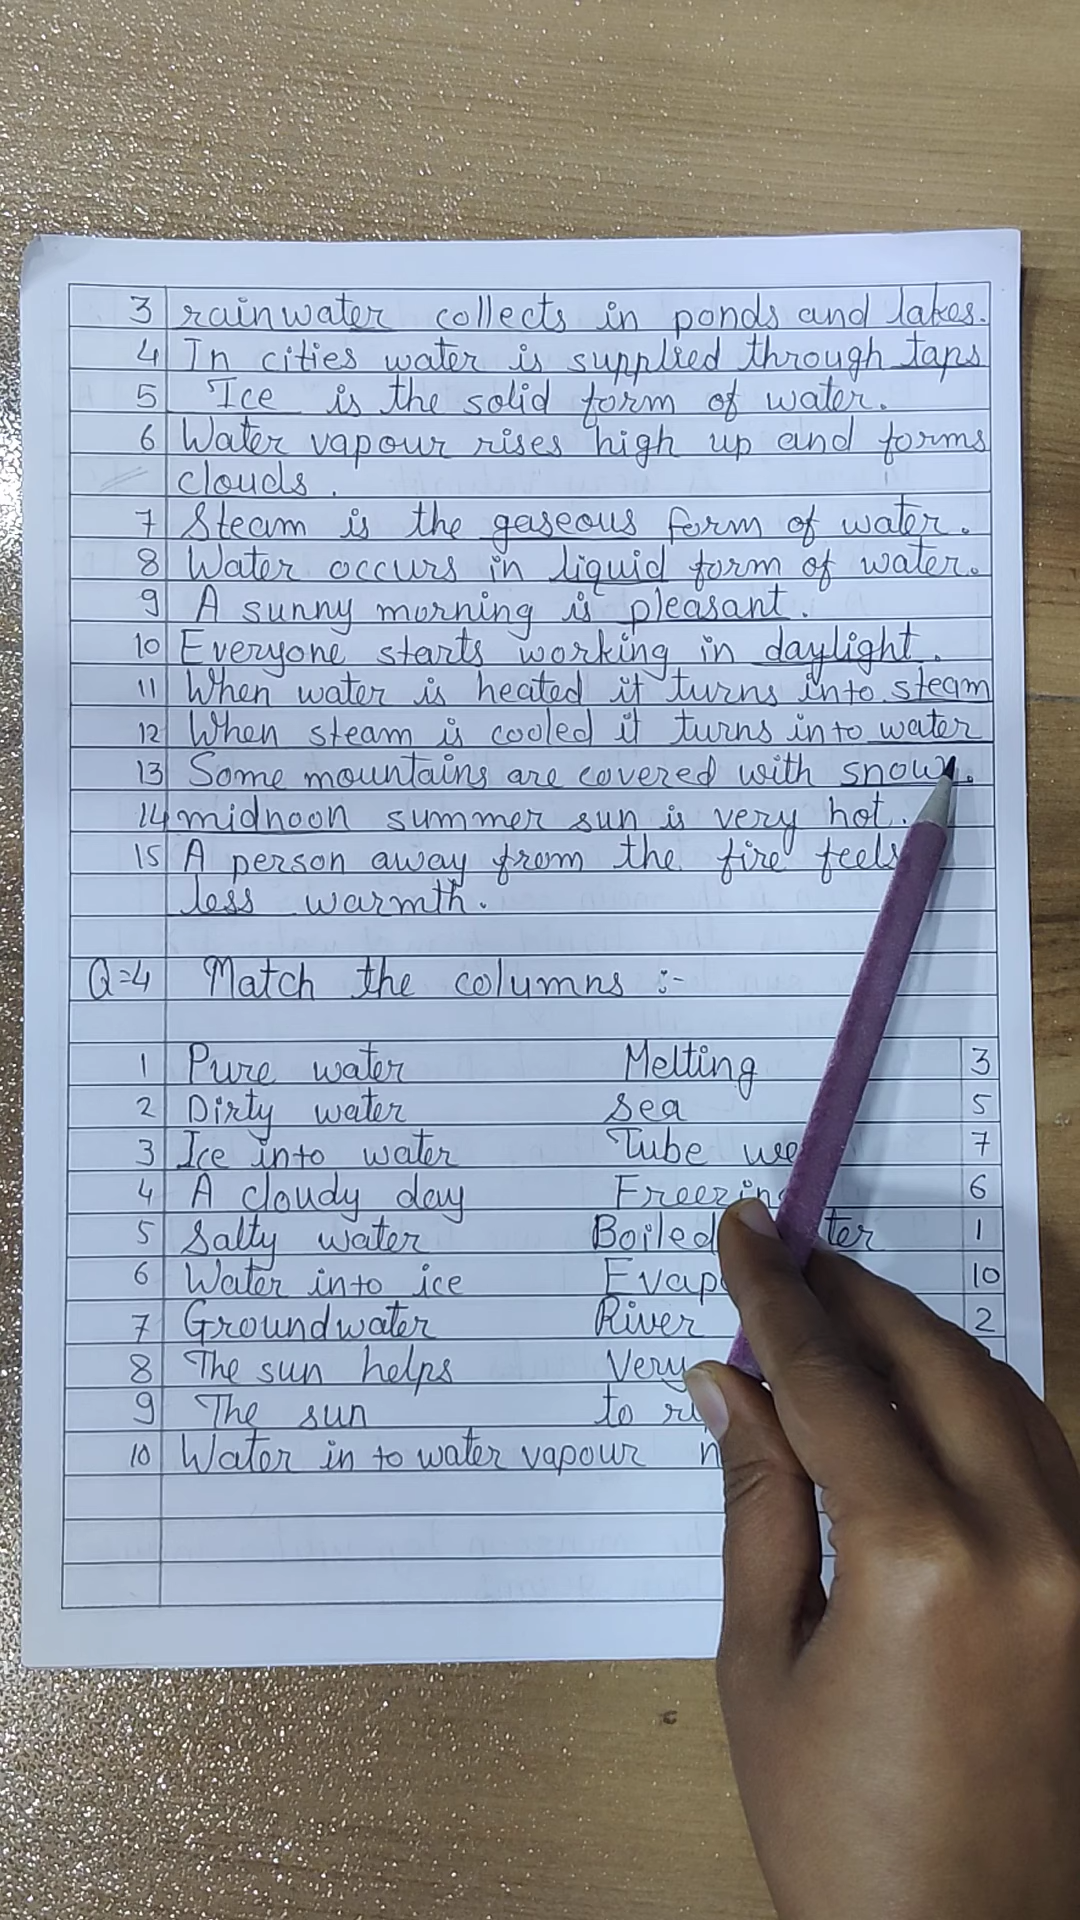 3 rainwater collects in ponds and lakes.
4 In cities water is supplied through taps
5 Ice is the solid form of water.
6 Water vapour rises high up and forms
clouds.
7 Steam is the gaseous form of water.
8 Water occurs in liquid form of water.
9 A sunny morning is pleasant.
10 Everyone starts working in daylight.
11 When water is heated it turns into steam
12 When steam is cooled it turns into water
13 Some mountains are covered with snow.
14 midnoon summer sun is very hot.
15 A person away from the fire feels
less warmth.
Q=4 Match the columns :-
1 Pure water Melting 3
2 Dirty water Sea 5
3 Ice into water Tube 7
4 A cloudy day Freezing 6
5 Salty water Boiled 1
6 Water into ice 10
7 Groundwater River 2
8 The sun helps Very
9 The sun to
10 Water in to water vapour